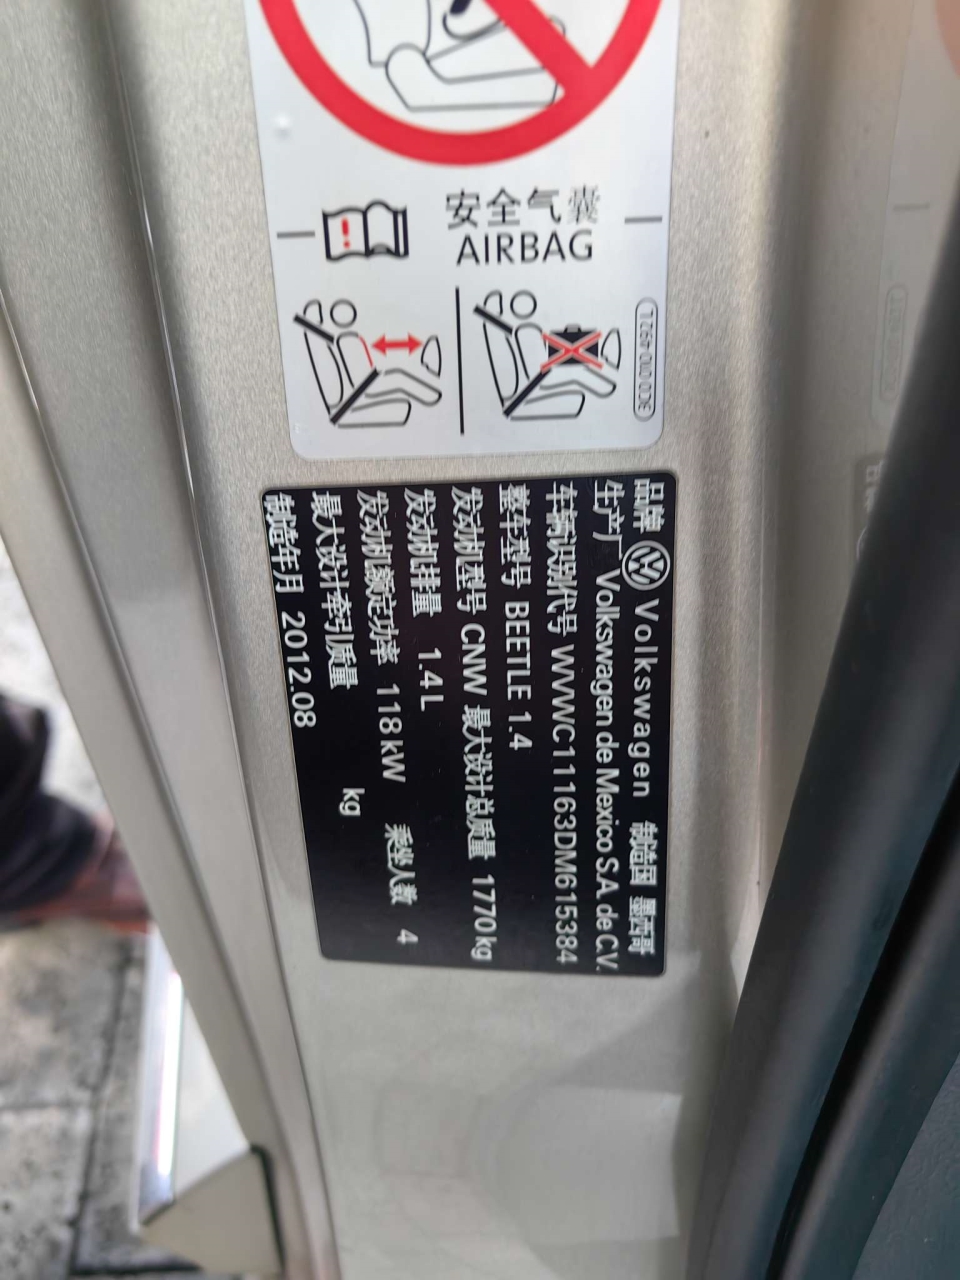 安全气囊
AIRBAG
品牌 Volkswagen 制造国 墨西哥
生产厂 Volkswagen de Mexico S.A. de C.V.
车辆识别代号 WVWC11163DM615384
整车型号 BEETLE 1.4
发动机型号 CNW 最大设计总质量 1770kg
发动机排量 1.4L
发动机额定功率 118kW 乘坐人数 4
最大设计牵引质量 kg
制造年月 2012.08